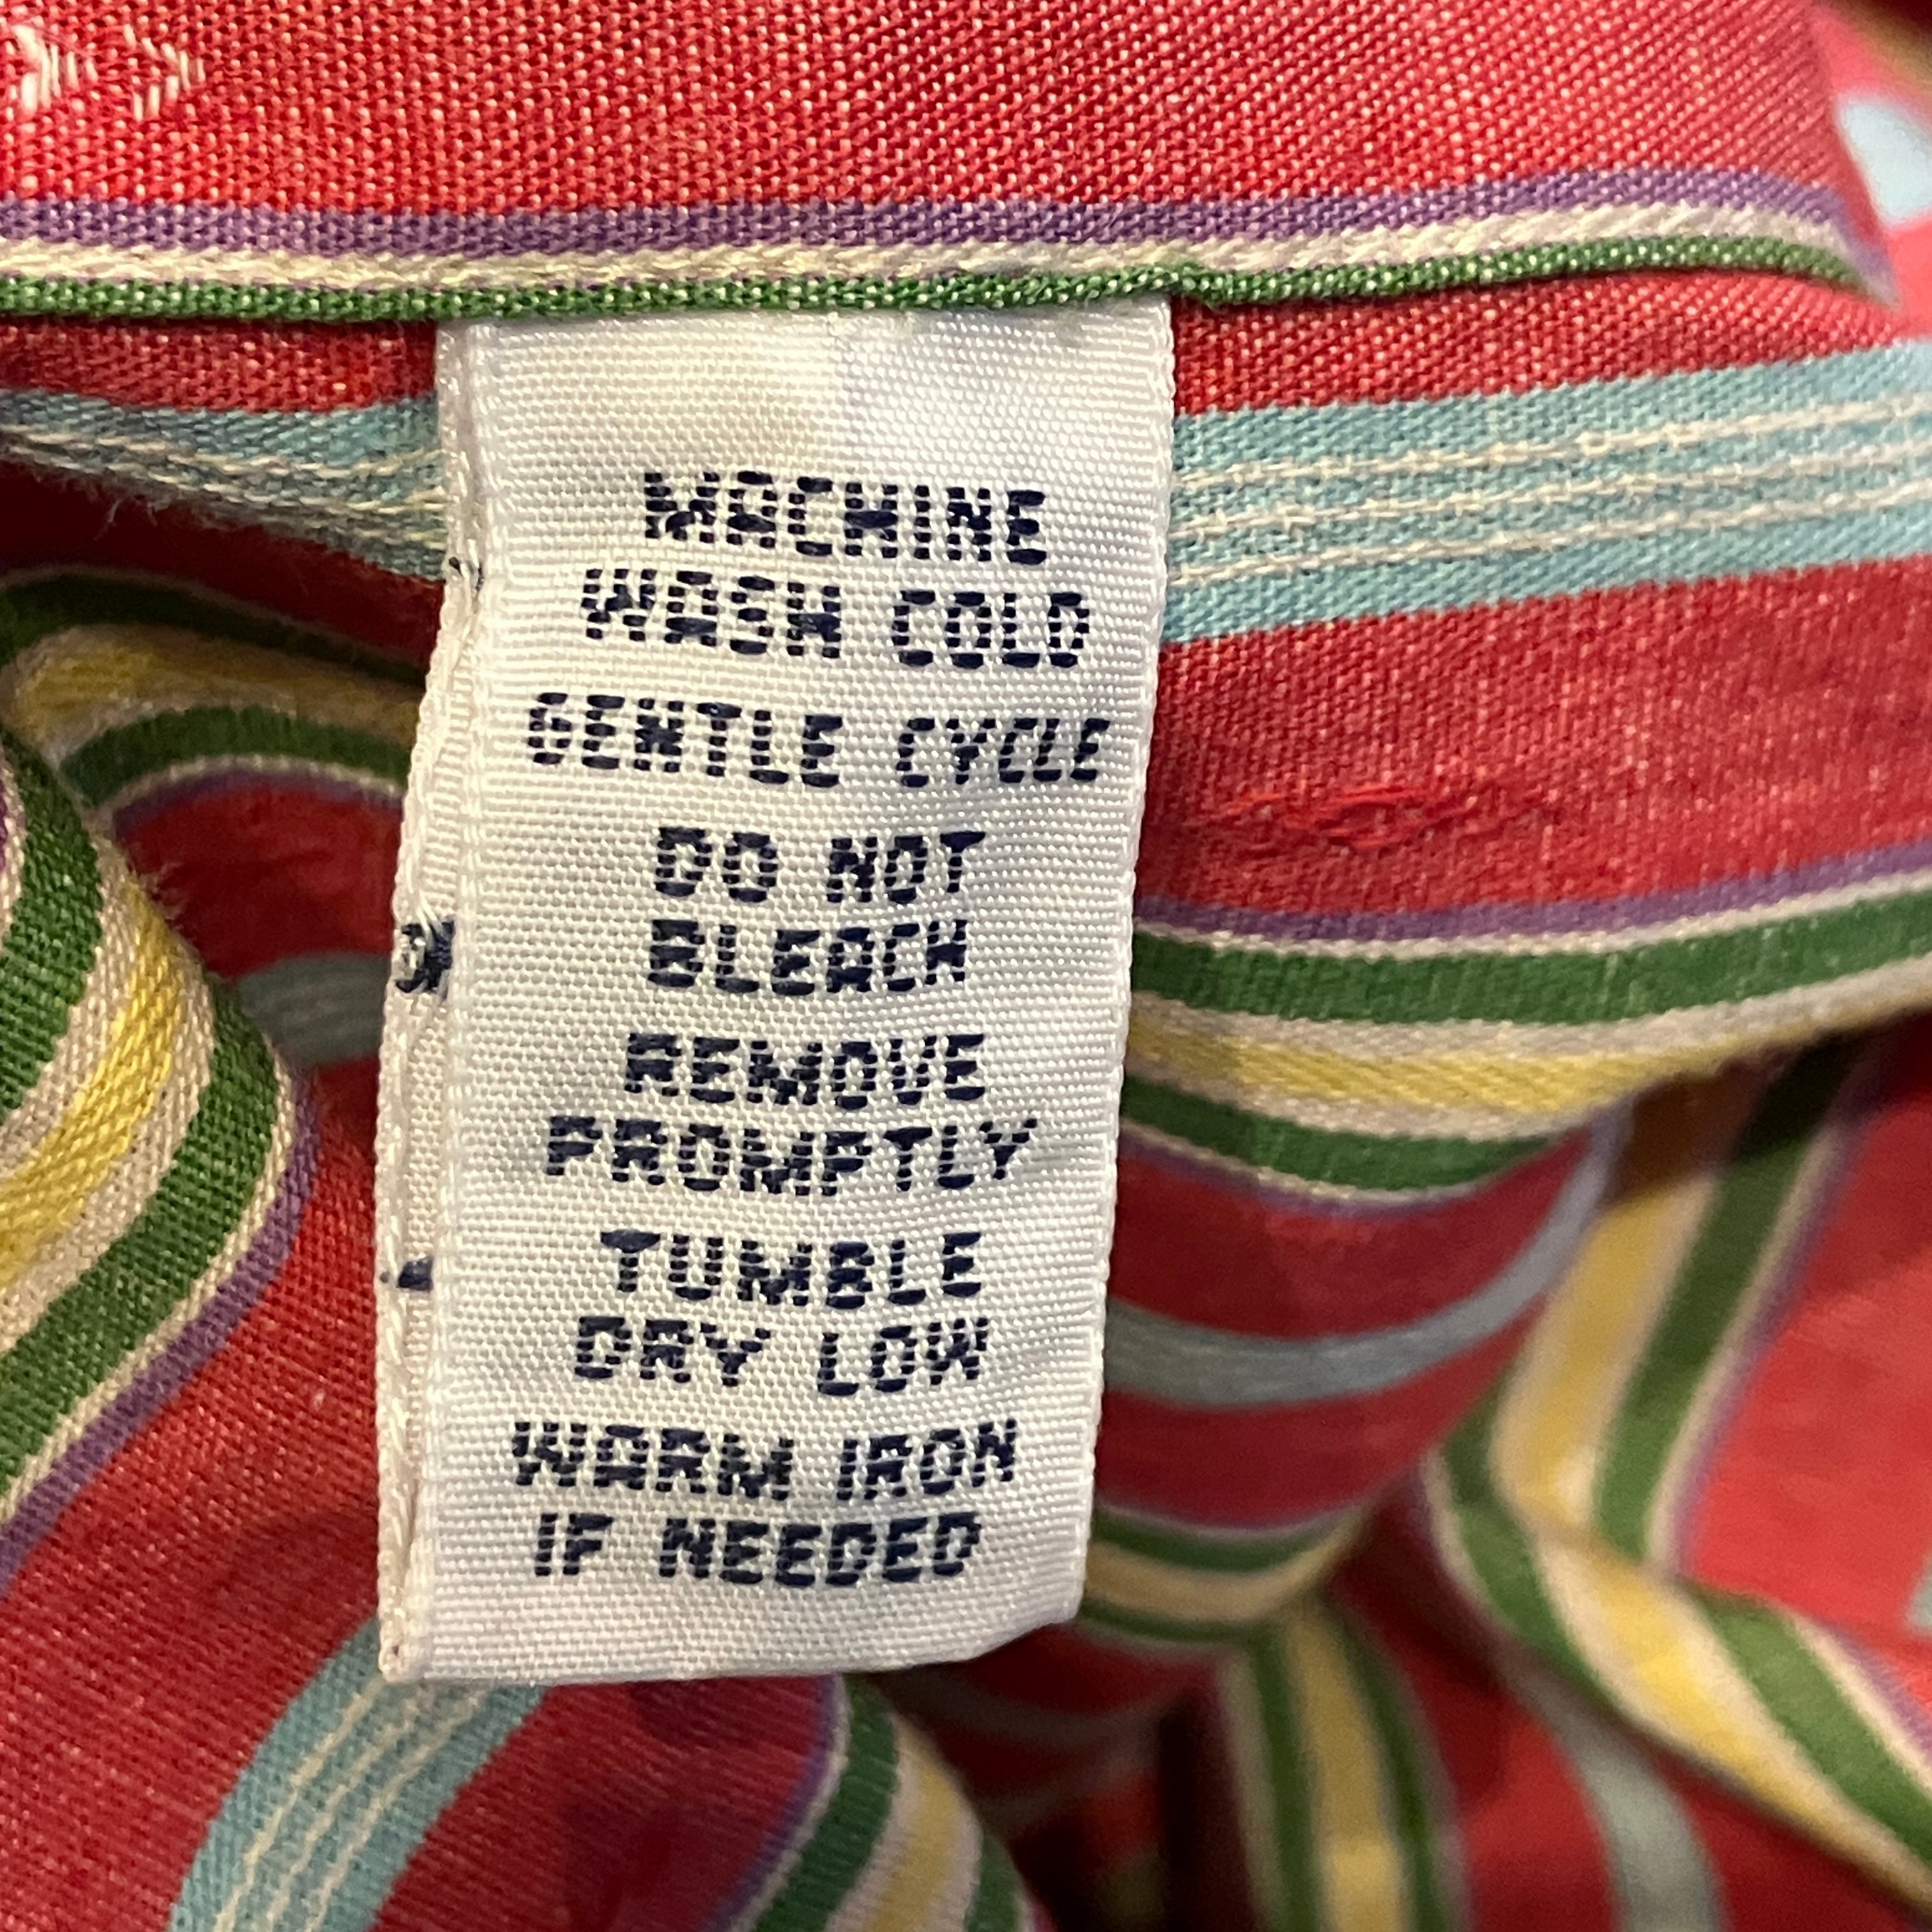 MACHINE
WASH COLD
GENTLE CYCLE
DO NOT
BLEACH
REMOVE
PROMPTLY
TUMBLE
DRY LOW
WARM IRON
IF NEEDED